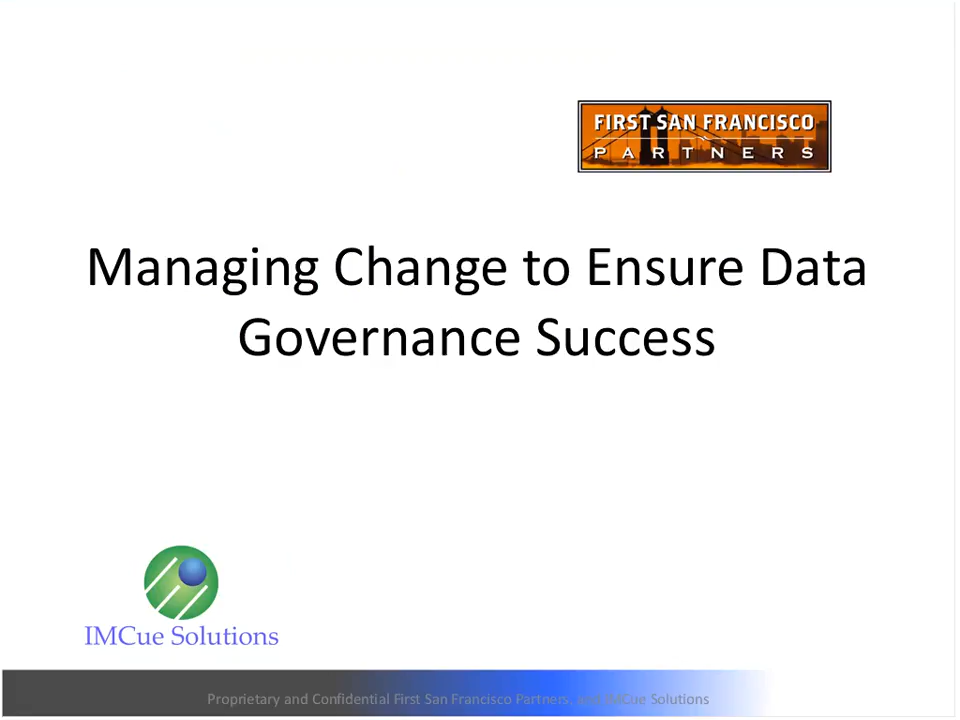 FIRST SAN FRANCISCO
PARTNERS
Managing Change to Ensure Data
Governance Success
IMCue Solutions
Proprietary and Confidential First San Francisco Partners, and IMCue Solutions